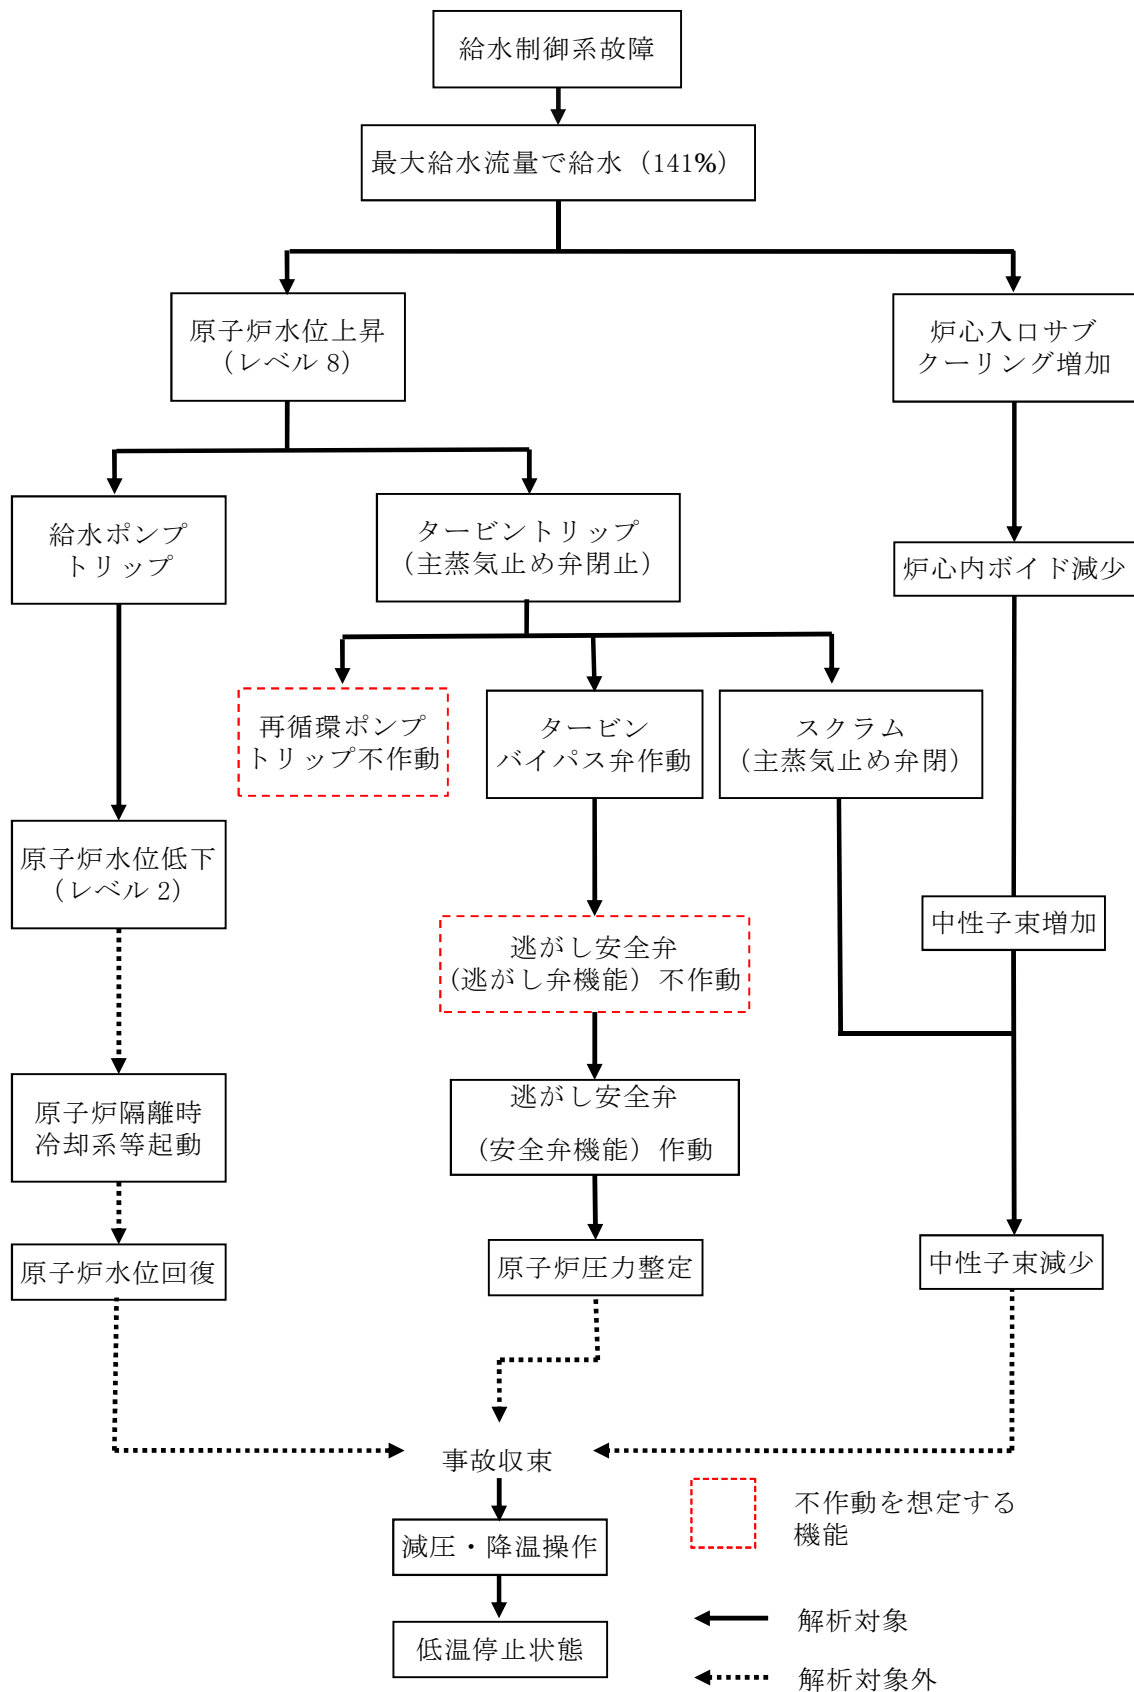 給水制御系故障
最大給水流量で給水（141%）
原子炉水位上昇
（レベル 8）
炉心入口サブ
クーリング増加
給水ポンプ
トリップ
タービントリップ
（主蒸気止め弁閉止）
炉心内ボイド減少
再循環ポンプ
トリップ不作動
タービン
バイパス弁作動
スクラム
（主蒸気止め弁閉）
原子炉水位低下
（レベル 2）
中性子束増加
逃がし安全弁
（逃がし弁機能）不作動
原子炉隔離時
冷却系等起動
逃がし安全弁
（安全弁機能）作動
原子炉水位回復
原子炉圧力整定
中性子束減少
事故収束
減圧・降温操作
低温停止状態
不作動を想定する
機能
解析対象
解析対象外